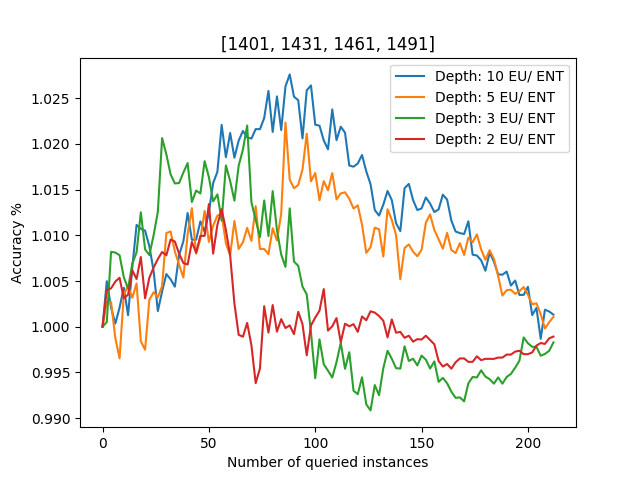 [1401, 1431, 1461, 1491]
Depth: 10 EU/ ENT
Depth: 5 EU/ ENT
Depth: 3 EU/ ENT
Depth: 2 EU/ ENT
Accuracy %
1.025
1.020
1.015
1.010
1.005
1.000
0.995
0.990
0
50
100
150
200
Number of queried instances